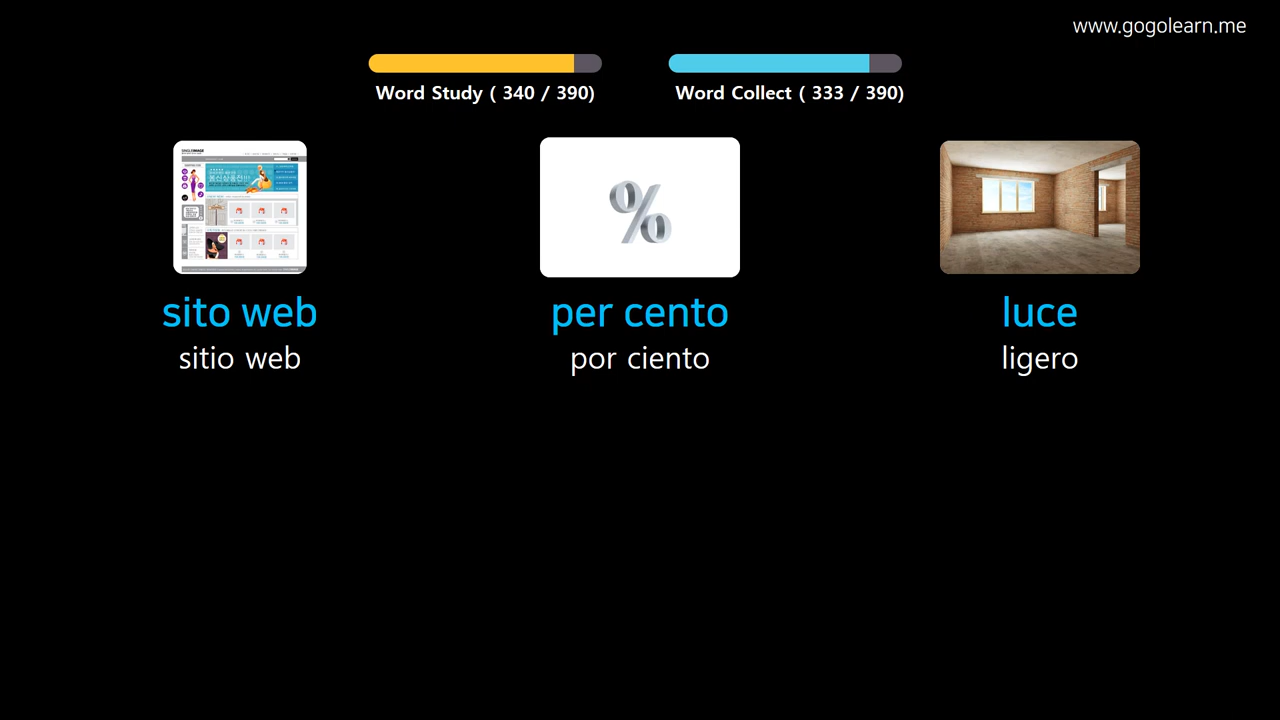 www.gogolearn.me
Word Study ( 340 / 390)
Word Collect ( 333 / 390)
%
sito web
per cento
luce
sitio web
por ciento
ligero